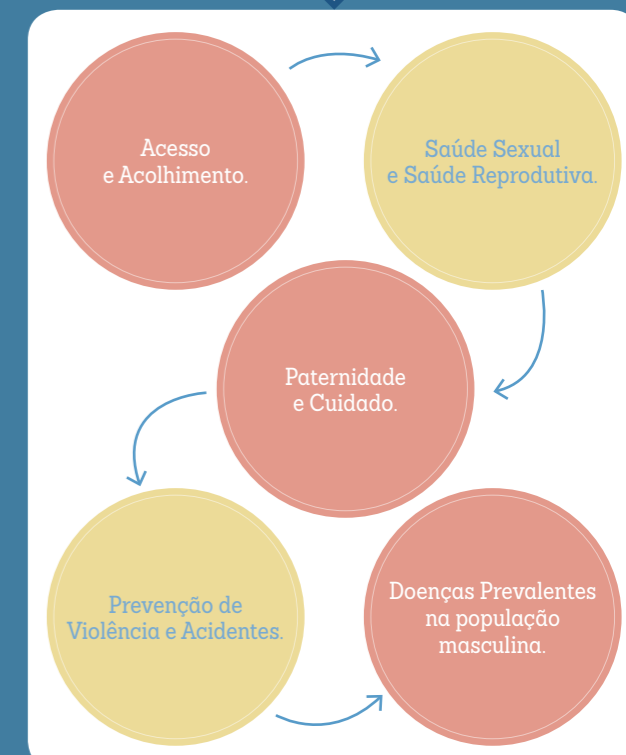 Acesso
e Acolhimento.
Saúde Sexual
e Saúde Reprodutiva.
Paternidade
e Cuidado.
Prevenção de
Violência e Acidentes.
Doenças Prevalentes
na população
masculina.